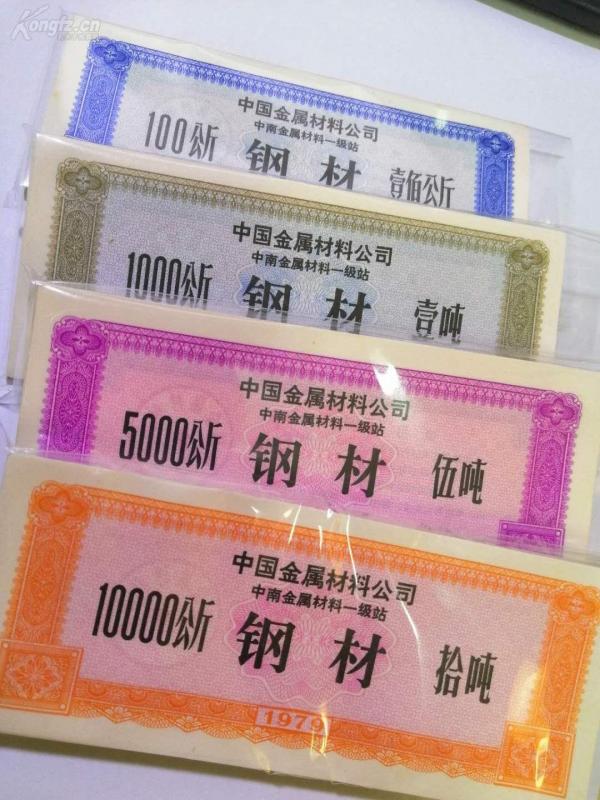 Kongfz.cn
中国金属材料公司
中南金属材料一级站
100公斤 钢材 壹佰公斤
中国金属材料公司
中南金属材料一级站
1000公斤 钢材 壹吨
中国金属材料公司
中南金属材料一级站
5000公斤 钢材 伍吨
中国金属材料公司
中南金属材料一级站
10000公斤 钢材 拾吨
1979